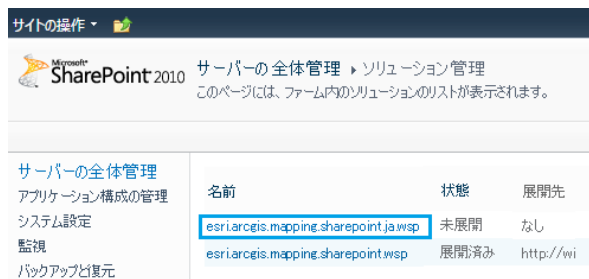 サイトの操作
Microsoft
SharePoint 2010
サーバーの全体管理 ▸ ソリューション管理
このページには、ファーム内のソリューションのリストが表示されます。
サーバーの全体管理
アプリケーション構成の管理
システム設定
監視
バックアップと復元
名前 状態 展開先
esri.arcgis.mapping.sharepoint.ja.wsp 未展開 なし
esri.arcgis.mapping.sharepoint.wsp 展開済み http://wi